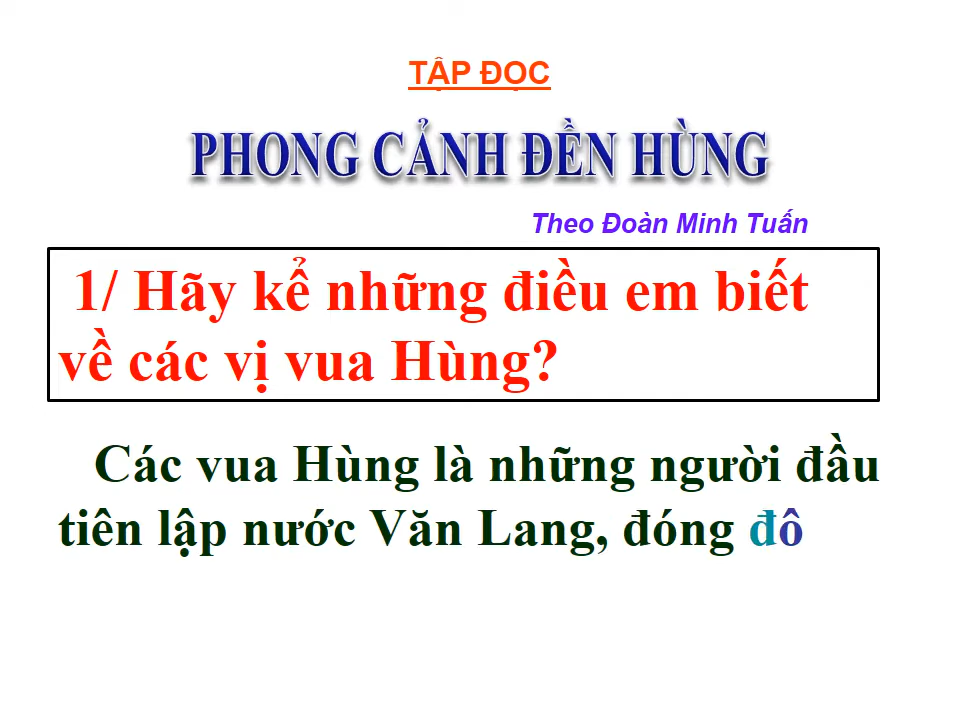 TẬP ĐỌC
PHONG CẢNH ĐỀN HÙNG
Theo Đoàn Minh Tuấn
1/ Hãy kể những điều em biết
về các vị vua Hùng?
Các vua Hùng là những người đầu
tiên lập nước Văn Lang, đóng đô